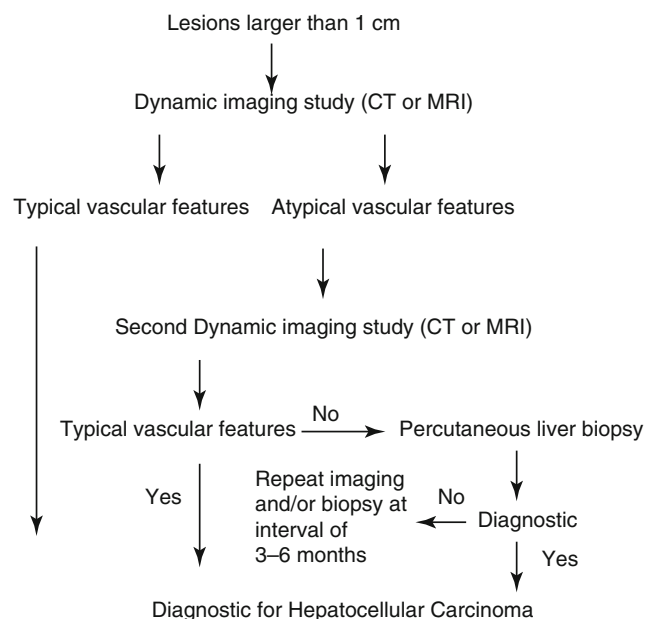 Lesions larger than 1 cm
Dynamic imaging study (CT or MRI)
Typical vascular features
Atypical vascular features
Second Dynamic imaging study (CT or MRI)
Typical vascular features
No
Percutaneous liver biopsy
Yes
Repeat imaging
and/or biopsy at
interval of
3–6 months
No
Diagnostic
Yes
Diagnostic for Hepatocellular Carcinoma